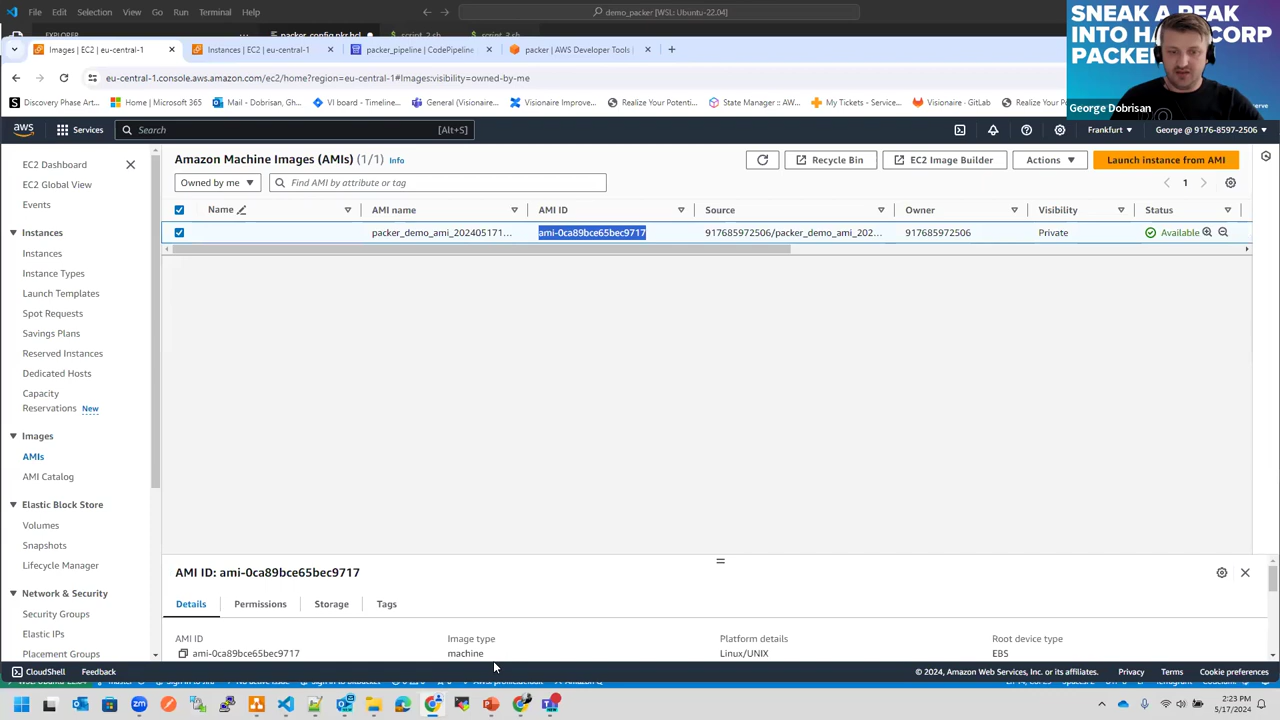 File Edit Selection View Go Run Terminal Help demo_packer [WSL: Ubuntu-22.04]
Images | EC2 | eu-central-1
Instances | EC2 | eu-central-1
packer_pipeline | CodePipeline
packer | AWS Developer Tools |
eu-central-1.console.aws.amazon.com/ec2/home?region=eu-central-1#Images:visibility=owned-by-me
Discovery Phase Art...
Home | Microsoft 365
Mail - Dobrisan, Gh...
VI board - Timeline...
General (Visionaire...
Visionaire Improve...
Realize Your Potenti...
State Manager :: AW...
My Tickets - Service...
Visionaire - GitLab
Realize Your Pote
SNEAK A PEAK
INTO HA
CORP
PACKE
George Dobrisan
aws Services Search [Alt+S] Frankfurt George @ 9176-8597-2506
EC2 Dashboard
EC2 Global View
Events
Instances
Instances
Instance Types
Launch Templates
Spot Requests
Savings Plans
Reserved Instances
Dedicated Hosts
Capacity
Reservations New
Images
AMIs
AMI Catalog
Elastic Block Store
Volumes
Snapshots
Lifecycle Manager
Network & Security
Security Groups
Elastic IPs
Placement Groups
Amazon Machine Images (AMIs) (1/1) Info
Recycle Bin
EC2 Image Builder
Actions
Launch instance from AMI
Owned by me
Find AMI by attribute or tag
1
Name AMI name AMI ID Source Owner Visibility Status
packer_demo_ami_202405171... ami-0ca89bce65bec9717 917685972506/packer_demo_ami_202... 917685972506 Private Available
AMI ID: ami-0ca89bce65bec9717
Details Permissions Storage Tags
AMI ID Image type Platform details Root device type
ami-0ca89bce65bec9717 machine Linux/UNIX EBS
CloudShell Feedback © 2024, Amazon Web Services, Inc. or its affiliates. Privacy Terms Cookie preferences
2:23 PM
5/17/2024